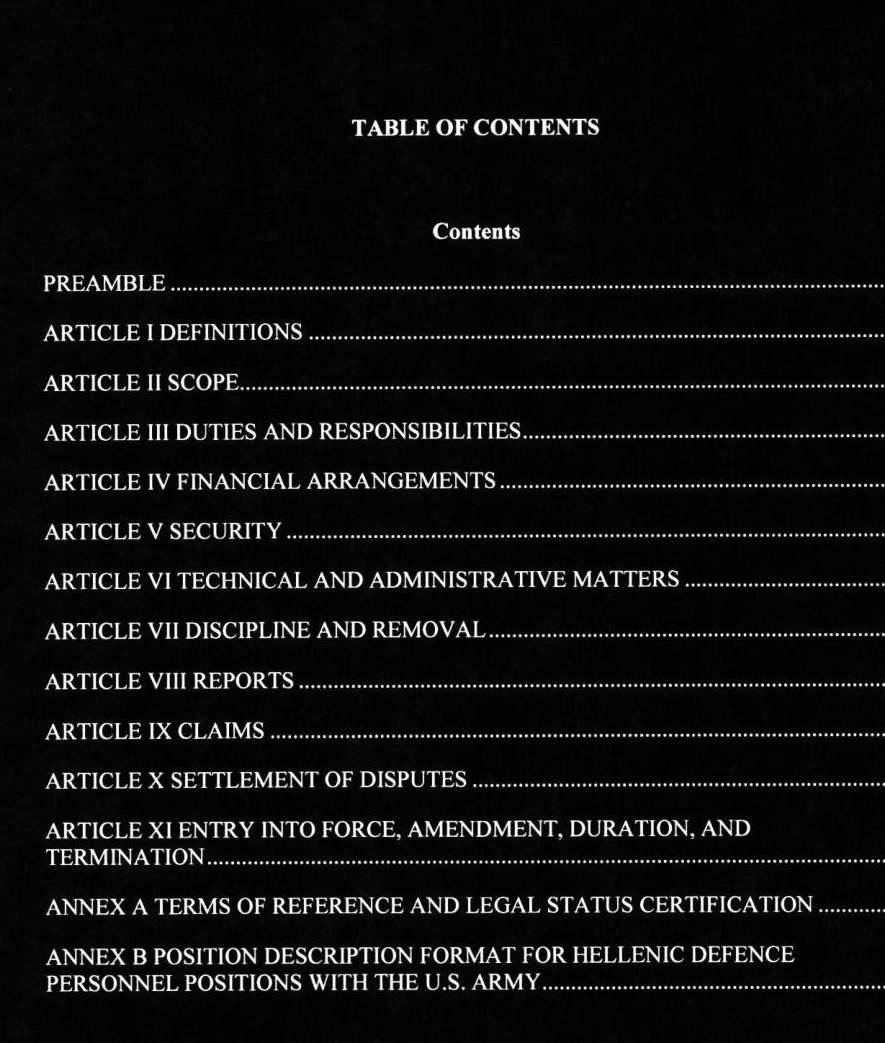 TABLE OF CONTENTS
Contents
PREAMBLE ..........
ARTICLE I DEFINITIONS ..........
ARTICLE II SCOPE..........
ARTICLE III DUTIES AND RESPONSIBILITIES..........
ARTICLE IV FINANCIAL ARRANGEMENTS ..........
ARTICLE V SECURITY ..........
ARTICLE VI TECHNICAL AND ADMINISTRATIVE MATTERS ..........
ARTICLE VII DISCIPLINE AND REMOVAL ..........
ARTICLE VIII REPORTS ..........
ARTICLE IX CLAIMS ..........
ARTICLE X SETTLEMENT OF DISPUTES ..........
ARTICLE XI ENTRY INTO FORCE, AMENDMENT, DURATION, AND
TERMINATION..........
ANNEX A TERMS OF REFERENCE AND LEGAL STATUS CERTIFICATION ..........
ANNEX B POSITION DESCRIPTION FORMAT FOR HELLENIC DEFENCE
PERSONNEL POSITIONS WITH THE U.S. ARMY..........